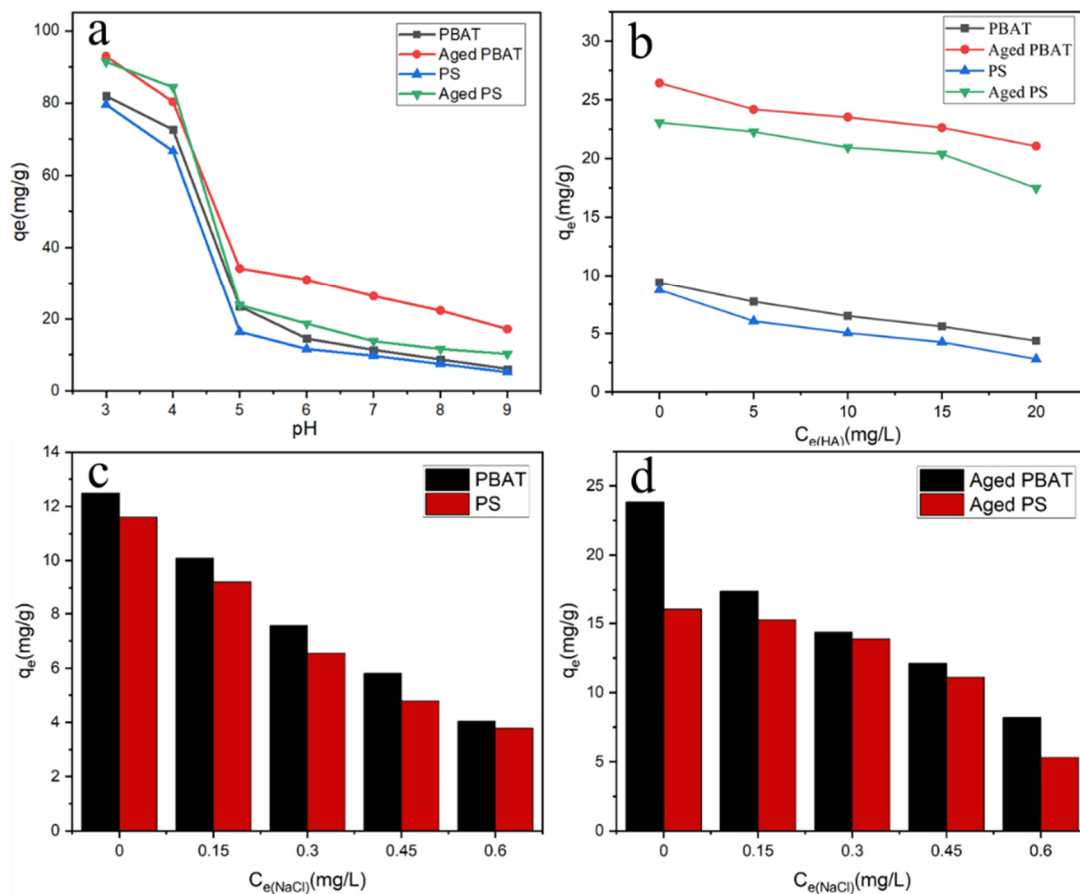 a
PBAT
Aged PBAT
PS
Aged PS
100
80
60
40
20
0
qe(mg/g)
3 4 5 6 7 8 9
pH
b
PBAT
Aged PBAT
PS
Aged PS
30
25
20
15
10
5
0
qe(mg/g)
0 5 10 15 20
Ce(HA)(mg/L)
c
PBAT
PS
14
12
10
8
6
4
2
0
qe(mg/g)
0 0.15 0.3 0.45 0.6
Ce(NaCl)(mg/L)
d
Aged PBAT
Aged PS
25
20
15
10
5
0
qe(mg/g)
0 0.15 0.3 0.45 0.6
Ce(NaCl)(mg/L)